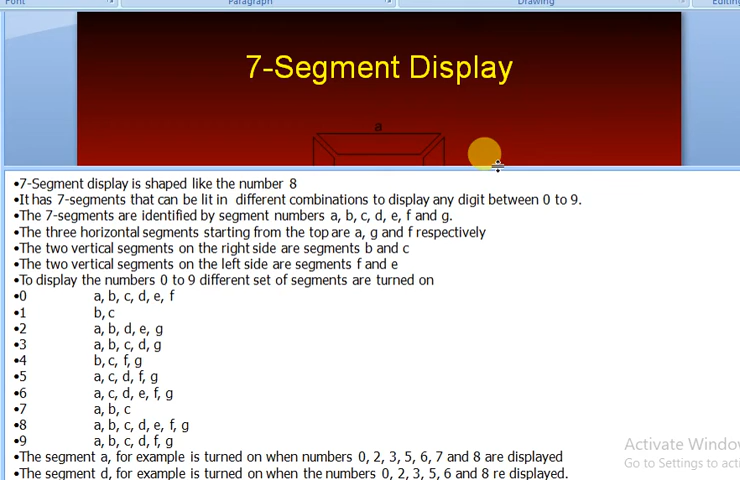 Font Paragraph Drawing Editing
7-Segment Display
a
•7-Segment display is shaped like the number 8
•It has 7-segments that can be lit in different combinations to display any digit between 0 to 9.
•The 7-segments are identified by segment numbers a, b, c, d, e, f and g.
•The three horizontal segments starting from the top are a, g and f respectively
•The two vertical segments on the right side are segments b and c
•The two vertical segments on the left side are segments f and e
•To display the numbers 0 to 9 different set of segments are turned on
•0 a, b, c, d, e, f
•1 b, c
•2 a, b, d, e, g
•3 a, b, c, d, g
•4 b, c, f, g
•5 a, c, d, f, g
•6 a, c, d, e, f, g
•7 a, b, c
•8 a, b, c, d, e, f, g
•9 a, b, c, d, f, g
•The segment a, for example is turned on when numbers 0, 2, 3, 5, 6, 7 and 8 are displayed
•The segment d, for example is turned on when the numbers 0, 2, 3, 5, 6 and 8 re displayed.
Activate Windo
Go to Settings to acti